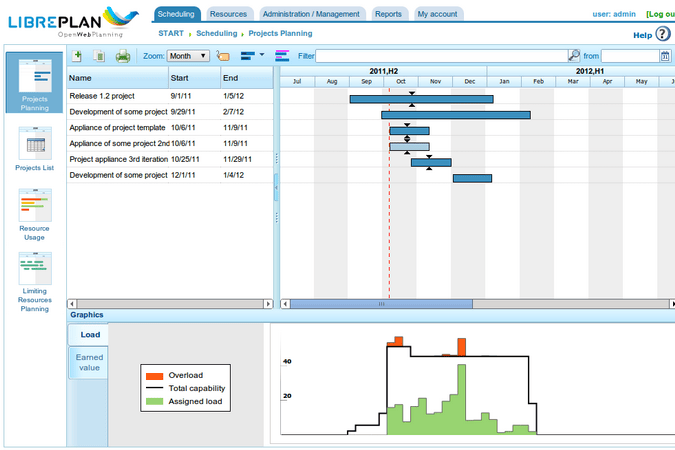 LIBREPLAN
OpenWebPlanning
Scheduling Resources Administration / Management Reports My account
user: admin [Log ou
START Scheduling Projects Planning
Help ?
Zoom: Month Filter from
Projects Planning
Projects List
Resource Usage
Limiting Resources Planning
Name Start End
Release 1.2 project 9/1/11 1/5/12
Development of some project 9/29/11 2/7/12
Appliance of project template 10/6/11 11/9/11
Appliance of some project 2nd 10/6/11 11/9/11
Project appliance 3rd iteration 10/25/11 11/29/11
Development of some project 12/1/11 1/4/12
2011,H2 2012,H1
Jul Aug Sep Oct Nov Dec Jan Feb Mar Apr May
Graphics
Load
Earned value
Overload
Total capability
Assigned load
40
20